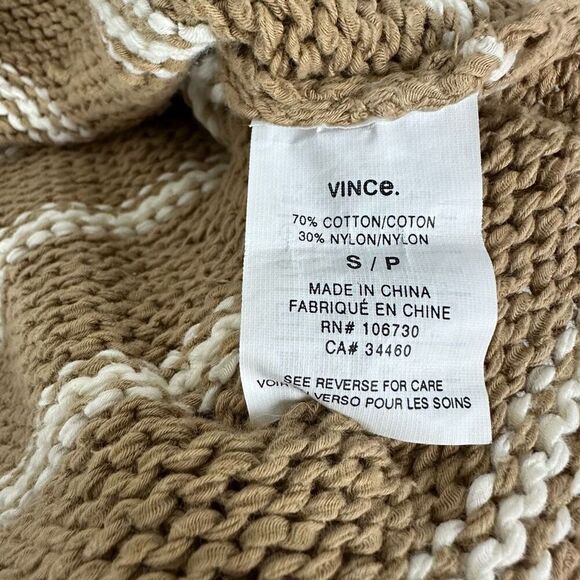 VINCe.
70% COTTON/COTON
30% NYLON/NYLON
S / P
MADE IN CHINA
FABRIQUÉ EN CHINE
RN# 106730
CA# 34460
SEE REVERSE FOR CARE
VERSO POUR LES SOINS